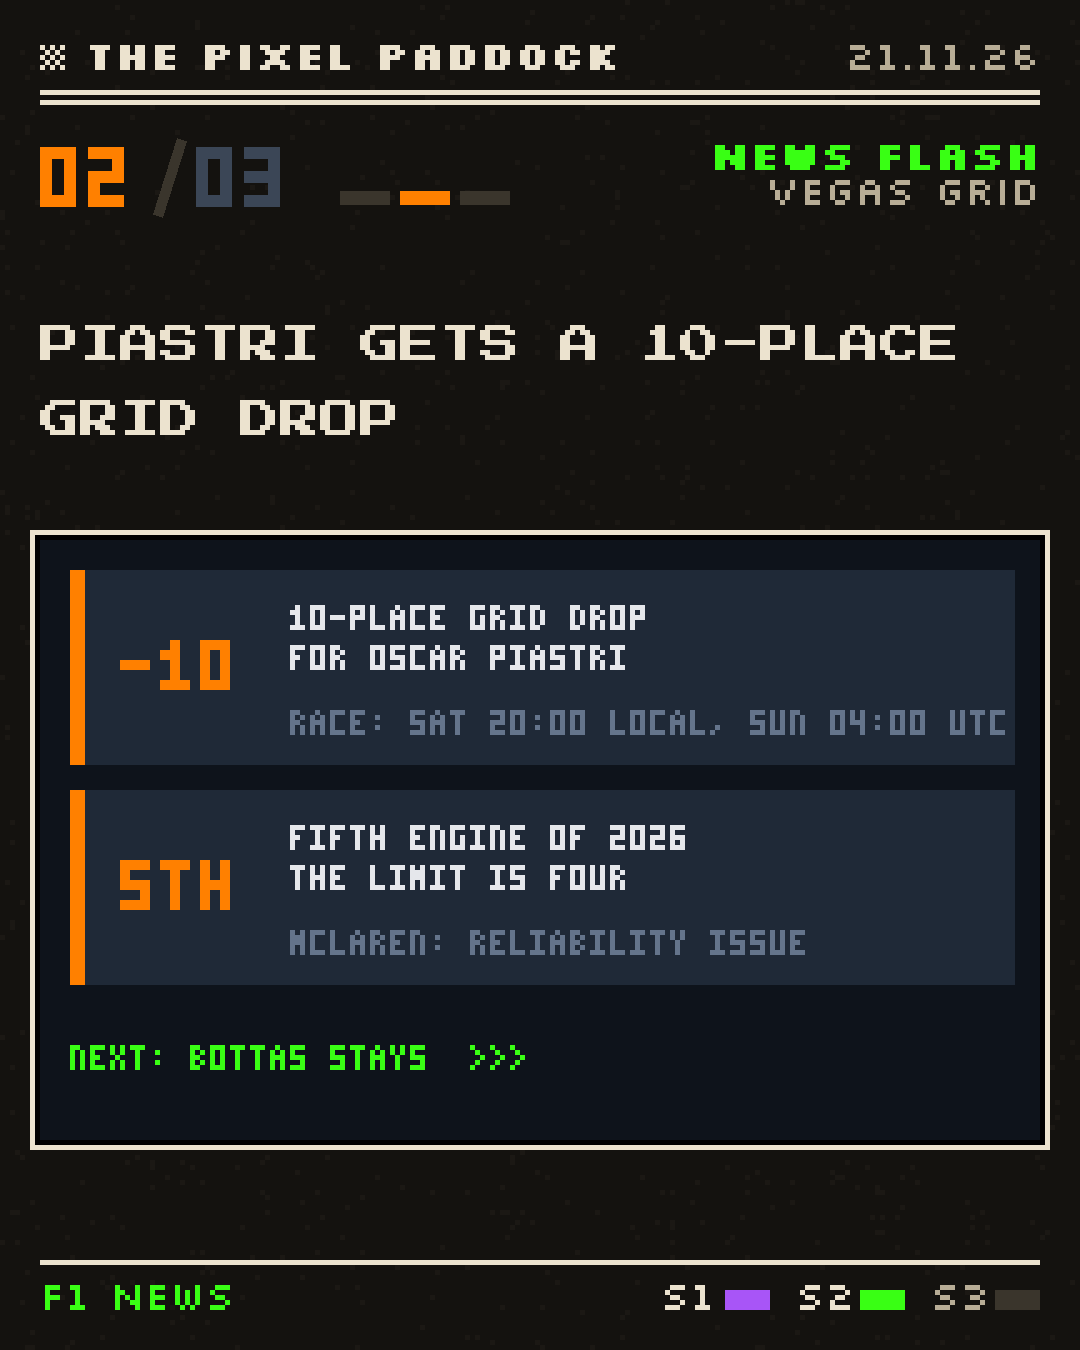 THE PIXEL PADDOCK
21.11.26
02/03
NEWS FLASH
VEGAS GRID
PIASTRI GETS A 10-PLACE
GRID DROP
-10
10-PLACE GRID DROP
FOR OSCAR PIASTRI
RACE: SAT 20:00 LOCAL, SUN 04:00 UTC
5TH
FIFTH ENGINE OF 2026
THE LIMIT IS FOUR
MCLAREN: RELIABILITY ISSUE
NEXT: BOTTAS STAYS >>>
F1 NEWS
S1 S2 S3